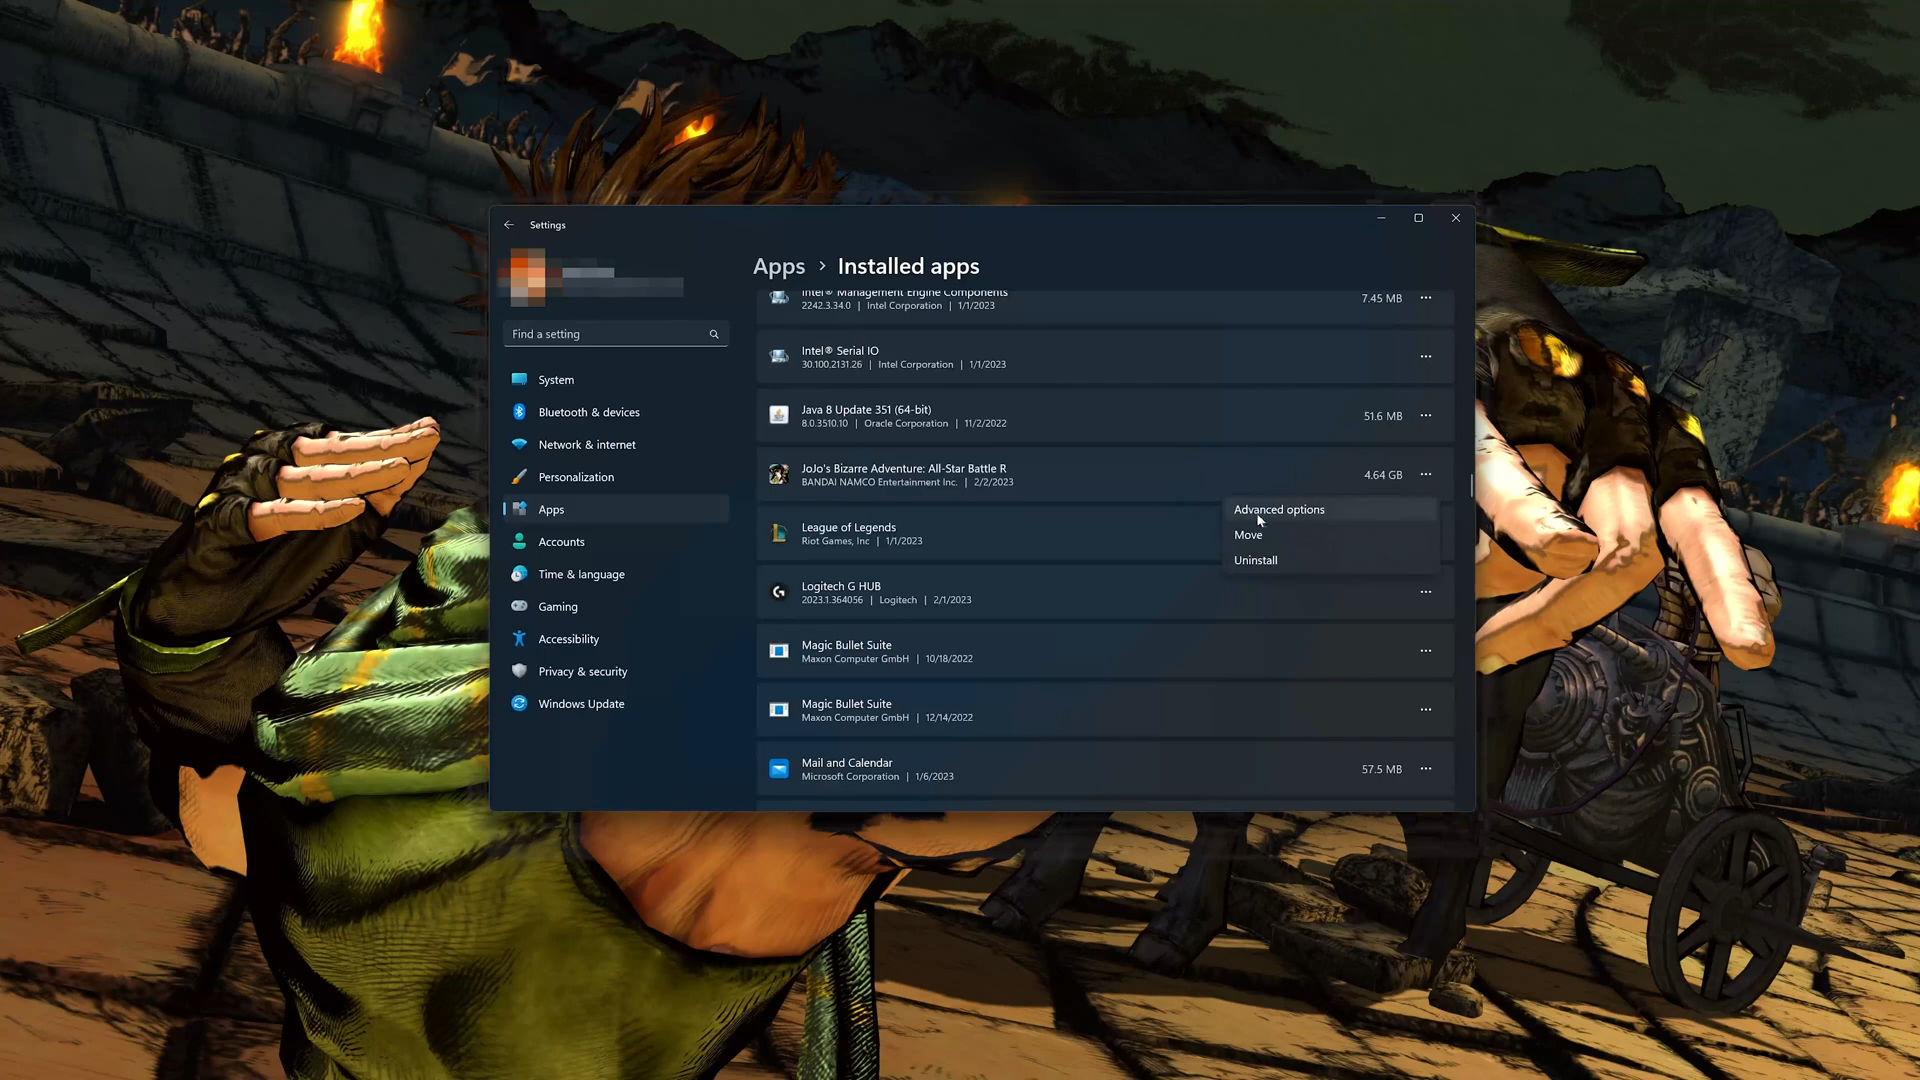 Settings
Find a setting
System
Bluetooth & devices
Network & internet
Personalization
Apps
Accounts
Time & language
Gaming
Accessibility
Privacy & security
Windows Update
Apps > Installed apps
Intel® Management Engine Components
2242.3.34.0 | Intel Corporation | 1/1/2023
7.45 MB
Intel® Serial IO
30.100.2131.26 | Intel Corporation | 1/1/2023
Java 8 Update 351 (64-bit)
8.0.3510.10 | Oracle Corporation | 11/2/2022
51.6 MB
JoJo's Bizarre Adventure: All-Star Battle R
BANDAI NAMCO Entertainment Inc. | 2/2/2023
4.64 GB
Advanced options
Move
Uninstall
League of Legends
Riot Games, Inc | 1/1/2023
Logitech G HUB
2023.1.364056 | Logitech | 2/1/2023
Magic Bullet Suite
Maxon Computer GmbH | 10/18/2022
Magic Bullet Suite
Maxon Computer GmbH | 12/14/2022
Mail and Calendar
Microsoft Corporation | 1/6/2023
57.5 MB